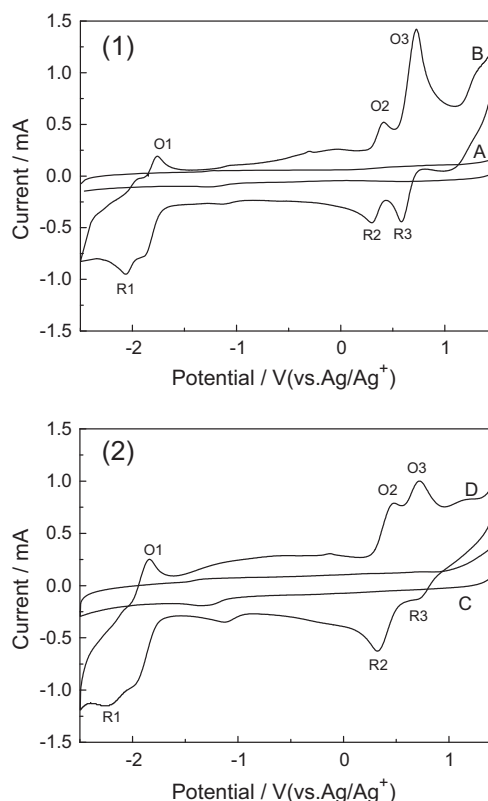 (1)
O3
B
O2
O1
A
R2
R3
R1
1.5
1.0
0.5
0.0
-0.5
-1.0
-1.5
Current / mA
-2 -1 0 1
Potential / V(vs.Ag/Ag⁺)
(2)
O3
O2
D
O1
C
R3
R2
R1
1.5
1.0
0.5
0.0
-0.5
-1.0
-1.5
Current / mA
-2 -1 0 1
Potential / V(vs.Ag/Ag⁺)